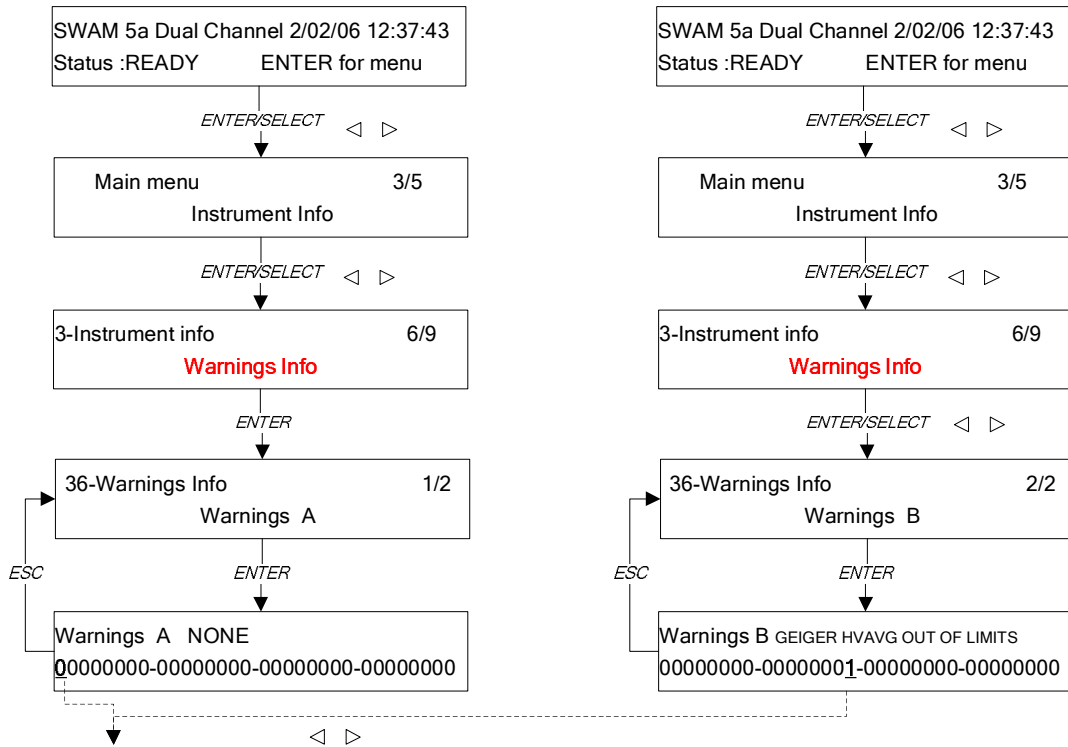 SWAM 5a Dual Channel 2/02/06 12:37:43
Status :READY ENTER for menu
ENTER/SELECT ◁ ▷
Main menu 3/5
Instrument Info
ENTER/SELECT ◁ ▷
3-Instrument info 6/9
Warnings Info
ENTER
36-Warnings Info 1/2
Warnings A
ESC
ENTER
Warnings A NONE
00000000-00000000-00000000-00000000
◁ ▷
SWAM 5a Dual Channel 2/02/06 12:37:43
Status :READY ENTER for menu
ENTER/SELECT ◁ ▷
Main menu 3/5
Instrument Info
ENTER/SELECT ◁ ▷
3-Instrument info 6/9
Warnings Info
ENTER/SELECT ◁ ▷
36-Warnings Info 2/2
Warnings B
ESC
ENTER
Warnings B GEIGER HVAVG OUT OF LIMITS
00000000-00000001-00000000-00000000